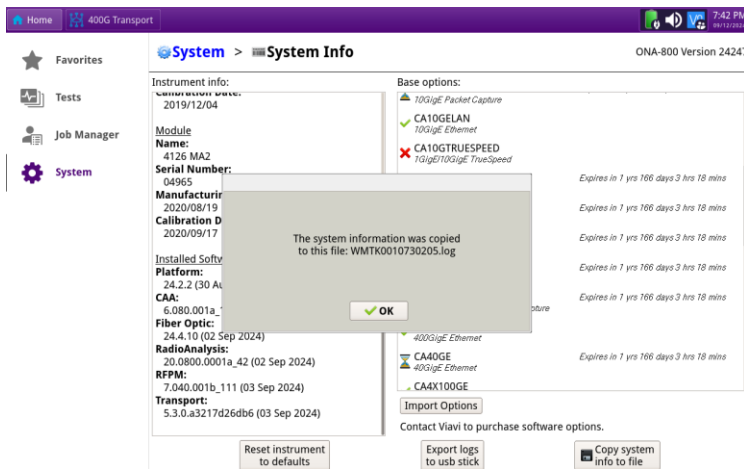 Home
400G Transport
7:42 PM
System > System Info
ONA-800 Version 24247
Favorites
Tests
Job Manager
System
Instrument info:
Calibration Date:
2019/12/04
Module
Name:
4126 MA2
Serial Number:
04965
Manufacturin
2020/08/19
Calibration D
2020/09/17
Installed Softw
Platform:
24.2.2 (30 Au
CAA:
6.080.001a_
Fiber Optic:
24.4.10 (02 Sep 2024)
RadioAnalysis:
20.0800.0001a_42 (02 Sep 2024)
RFPM:
7.040.001b_111 (03 Sep 2024)
Transport:
5.3.0.a3217d26db6 (03 Sep 2024)
Base options:
10GigE Packet Capture
CA10GELAN
10GigE Ethernet
CA10GTRUESPEED
1GigE/10GigE TrueSpeed
Expires in 1 yrs 166 days 3 hrs 18 mins
Expires in 1 yrs 166 days 3 hrs 18 mins
Expires in 1 yrs 166 days 3 hrs 18 mins
Expires in 1 yrs 166 days 3 hrs 18 mins
Expires in 1 yrs 166 days 3 hrs 18 mins
pture
400GigE Ethernet
CA40GE
40GigE Ethernet
Expires in 1 yrs 166 days 3 hrs 18 mins
CA4X100GE
The system information was copied
to this file: WMTK0010730205.log
OK
Import Options
Contact Viavi to purchase software options.
Reset instrument
to defaults
Export logs
to usb stick
Copy system
info to file